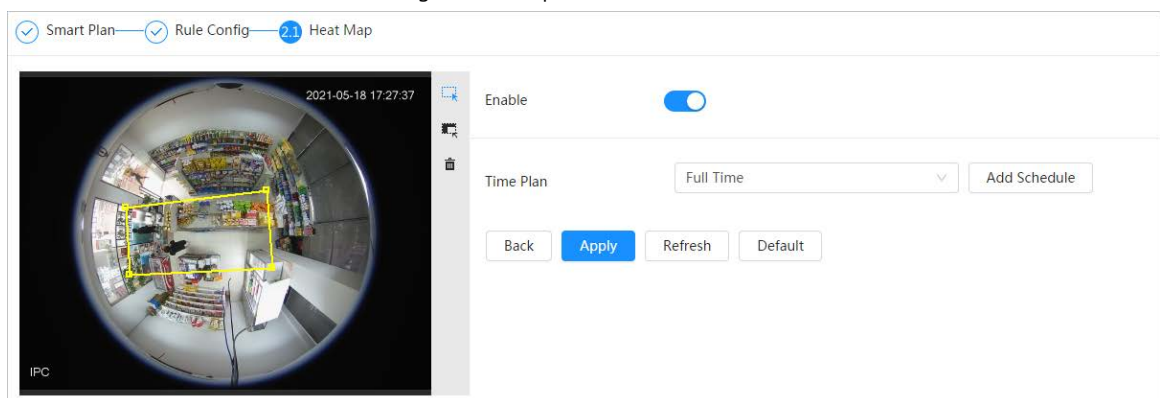 Smart Plan
Rule Config
2.1 Heat Map
2021-05-18 17:27:37
Enable
Time Plan
Full Time
Add Schedule
Back
Apply
Refresh
Default
IPC